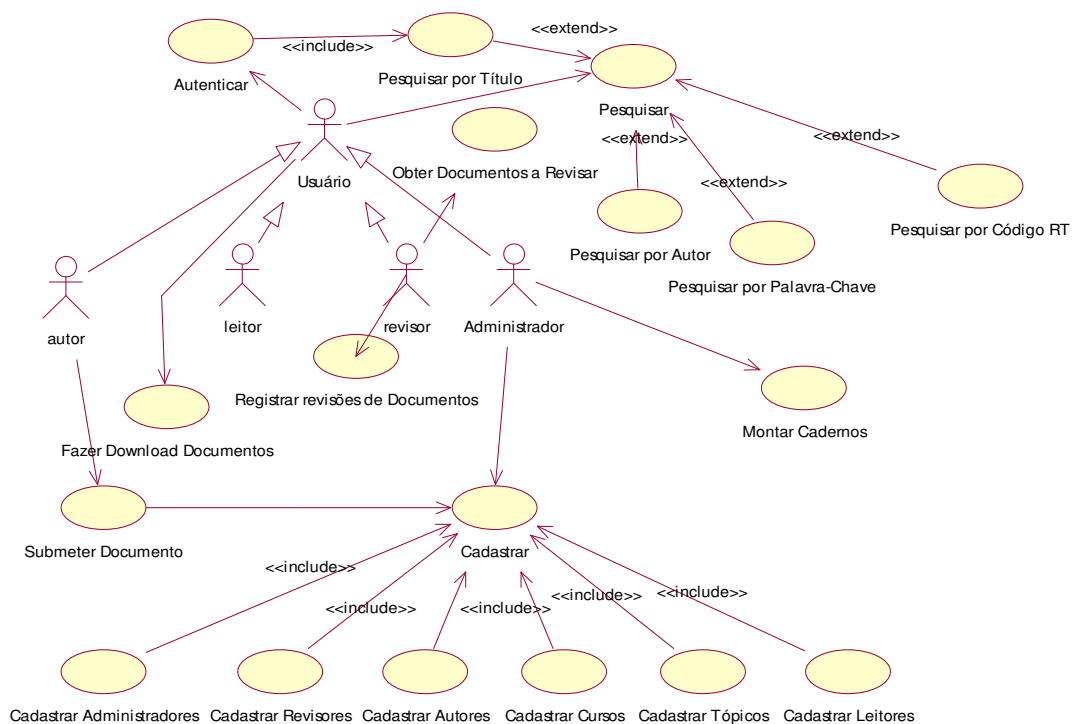 <<extend>>
<<include>>
Autenticar
Pesquisar por Título
Pesquisar
<<extend>>
<<extend>>
Usuário
Obter Documentos a Revisar
<<extend>>
Pesquisar por Código RT
Pesquisar por Autor
Pesquisar por Palavra-Chave
autor
leitor
revisor
Administrador
Registrar revisões de Documentos
Montar Cadernos
Fazer Download Documentos
Submeter Documento
Cadastrar
<<include>>
<<include>>
<<include>>
<<include>>
<<include>>
<<include>>
Cadastrar Administradores
Cadastrar Revisores
Cadastrar Autores
Cadastrar Cursos
Cadastrar Tópicos
Cadastrar Leitores